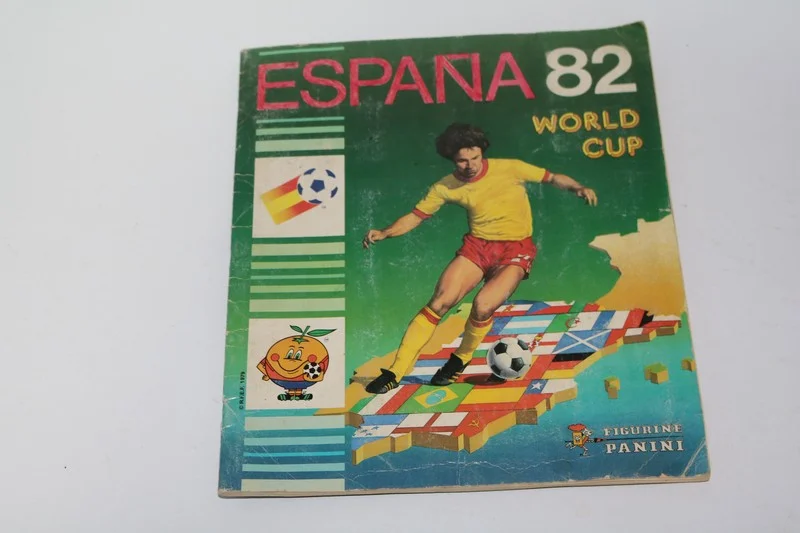 ESPAÑA 82
WORLD
CUP
FIGURINE
PANINI